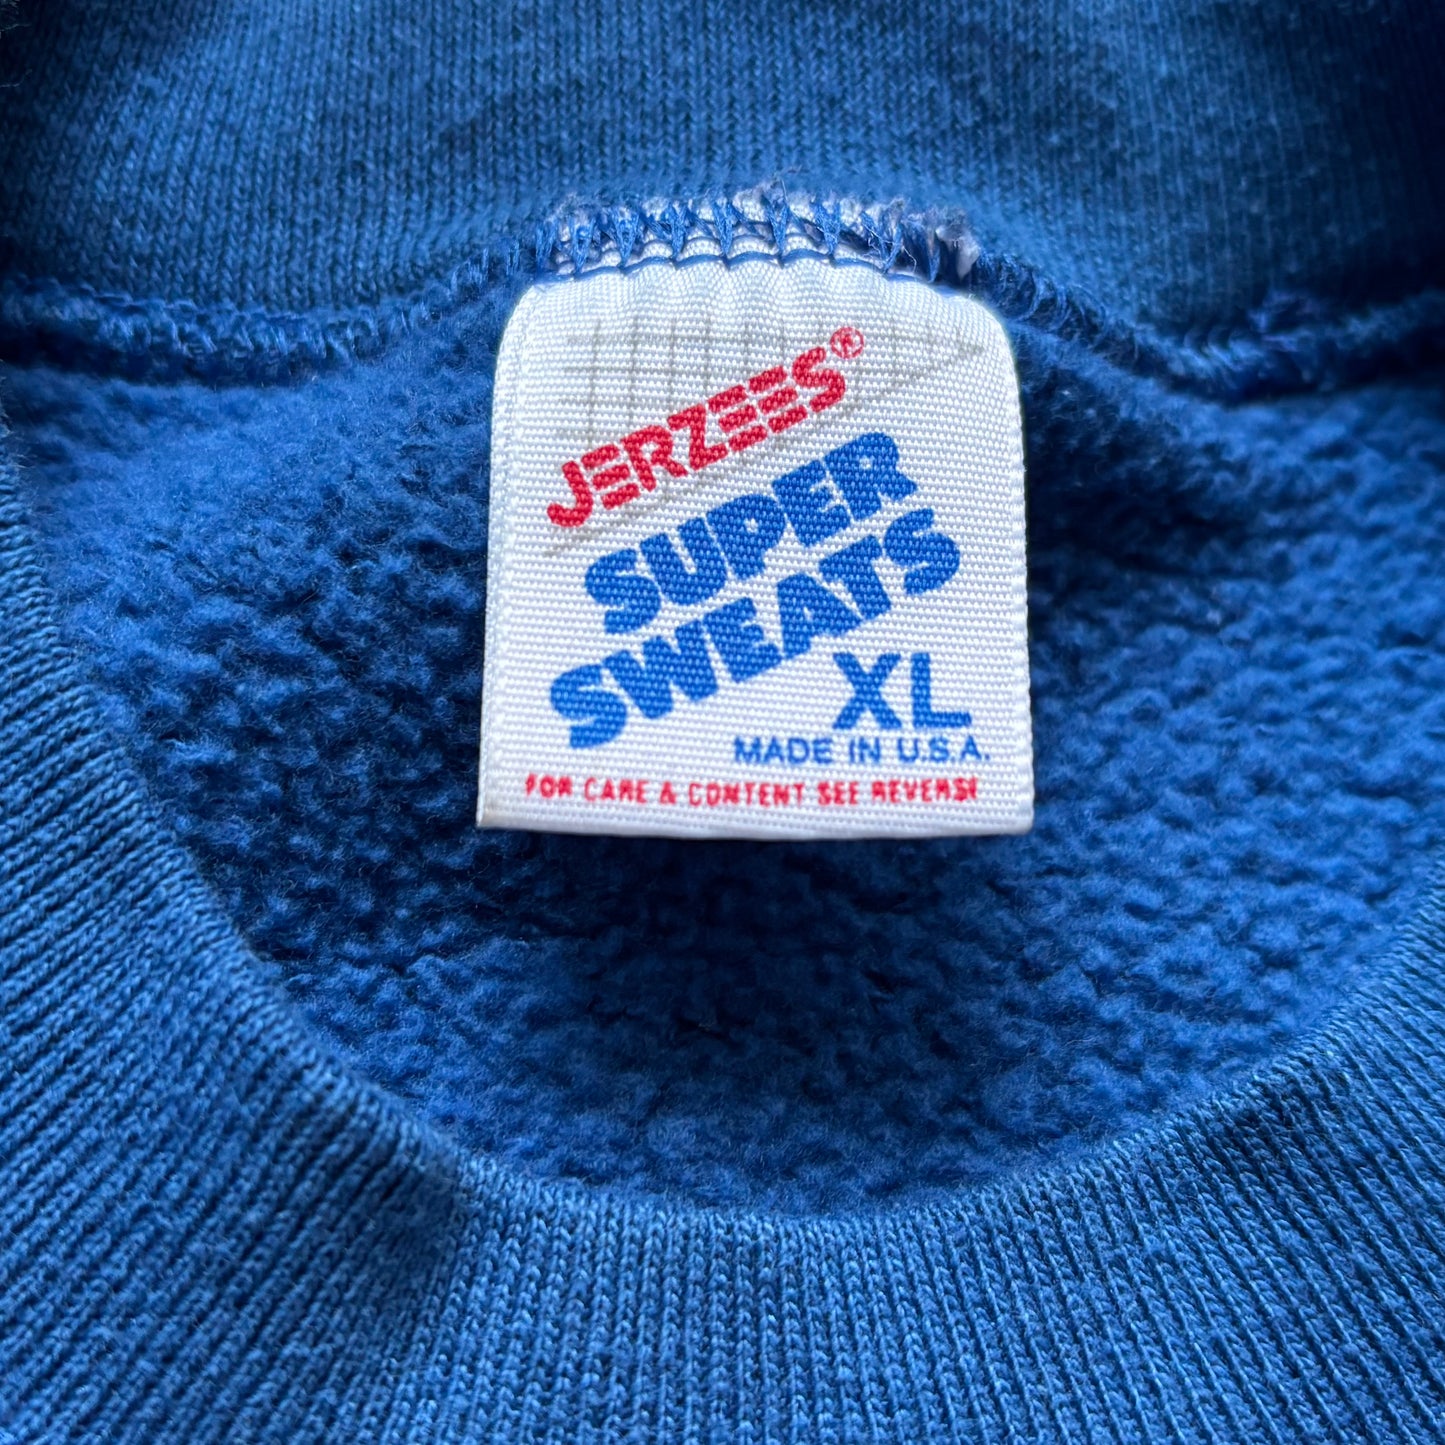 JERZEES®
SUPER
SWEATS
XL
MADE IN U.S.A.
FOR CARE & CONTENT SEE REVERSE